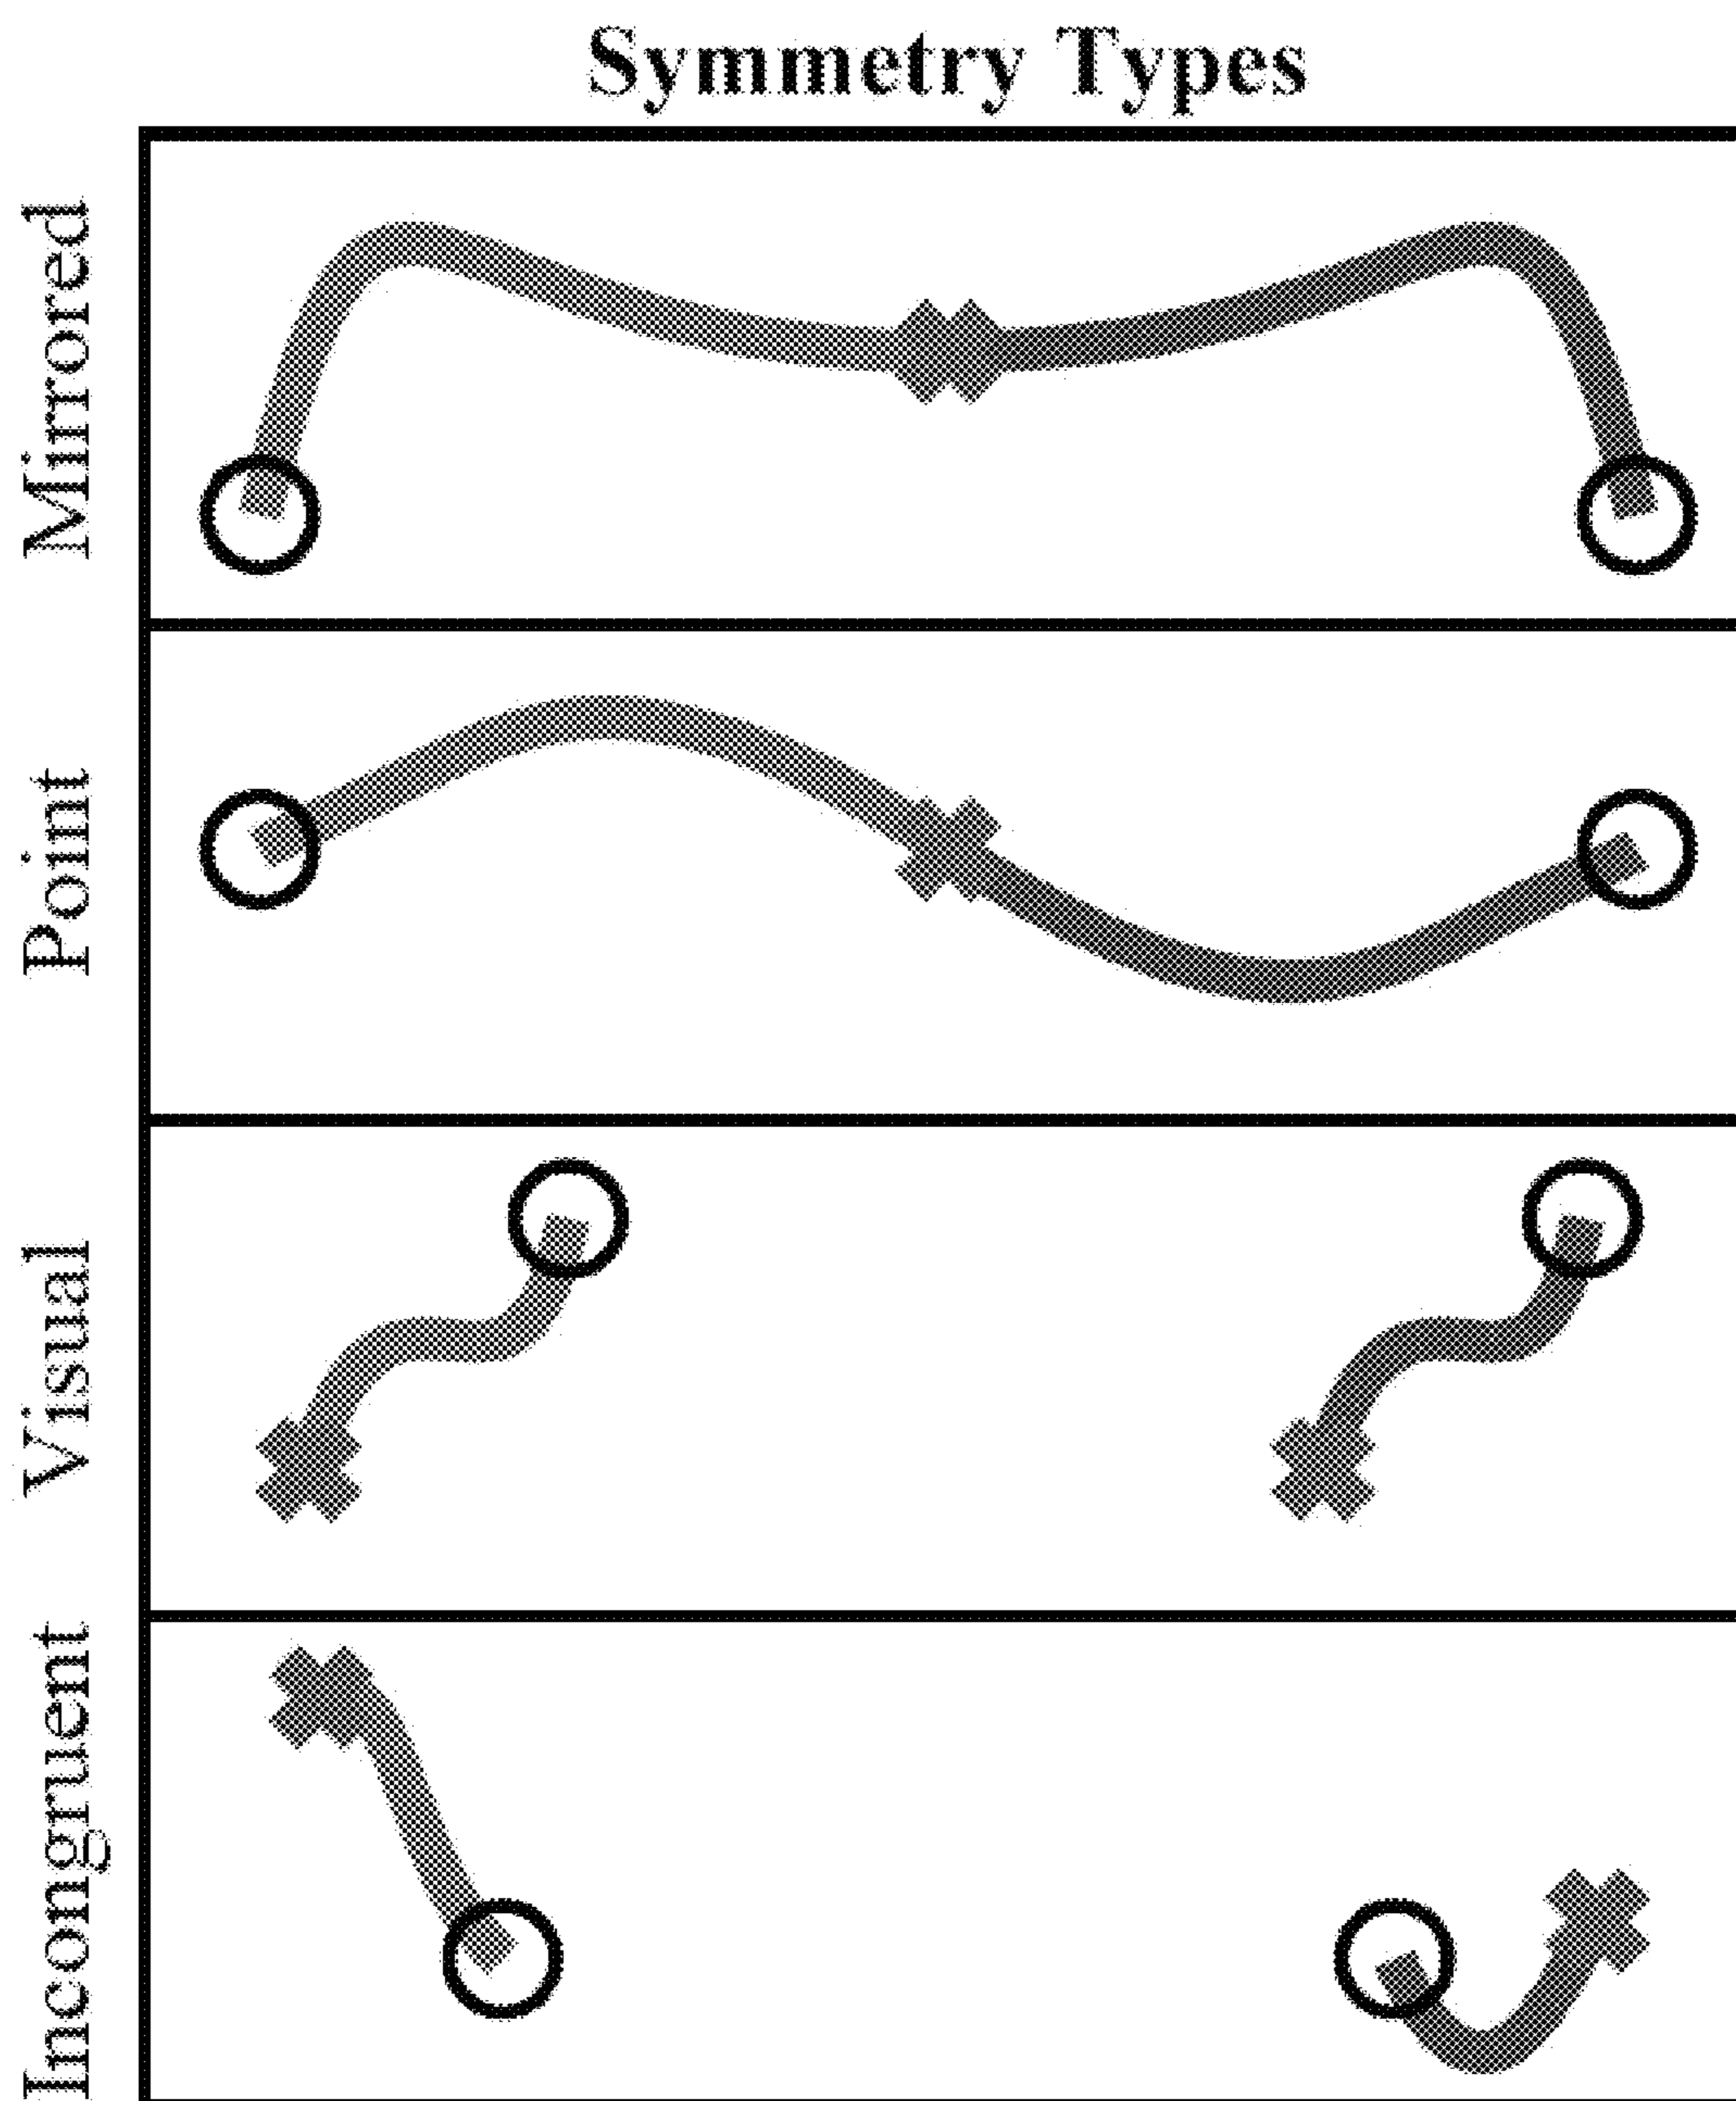 Symmetry Types
Mirrored
Point
Visual
Incongruent